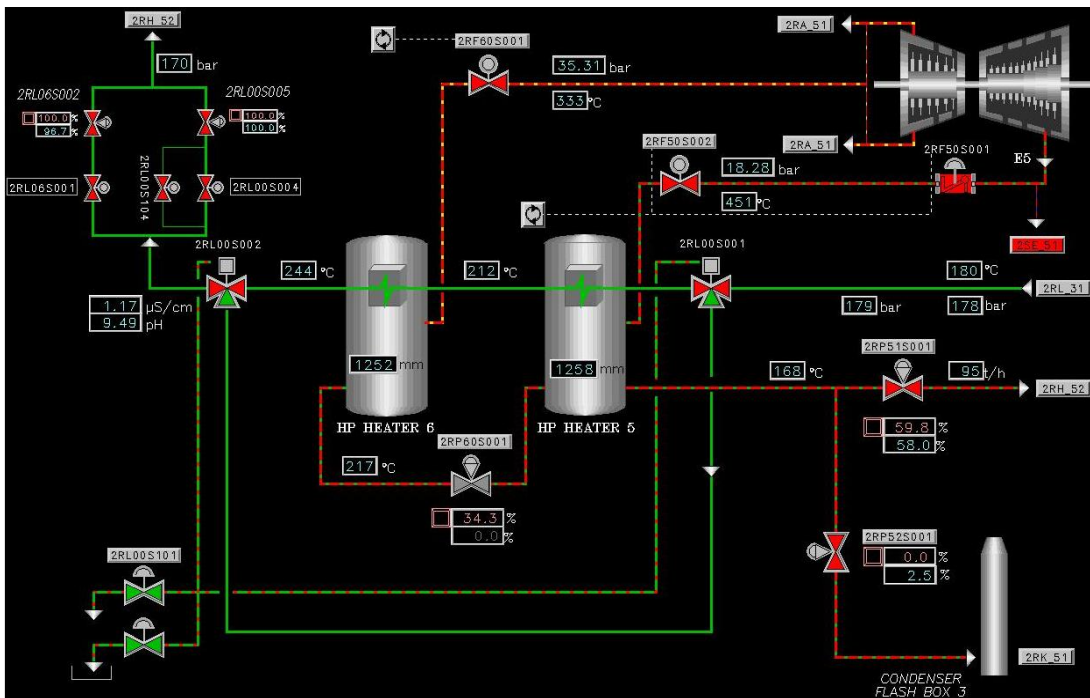 2RH_52
2RF60S001
2RA_51
170 bar
35.31 bar
2RL06S002
2RL00S005
333 °C
100.0 %
96.7 %
100.0 %
100.0 %
2RL00S104
2RA_51
2RF50S002
2RF50S001
18.28 bar
E5
2RL06S001
2RL00S004
451 °C
2RL00S002
2RL00S001
2SE_51
244 °C
212 °C
180 °C
2RL_31
1.17 µS/cm
9.49 pH
179 bar
178 bar
2RP51S001
1252 mm
1258 mm
168 °C
95 t/h
2RH_52
HP HEATER 6
HP HEATER 5
2RP60S001
59.8 %
58.0 %
217 °C
34.3 %
0.0 %
2RP52S001
0.0 %
2.5 %
2RL00S101
2RK_51
CONDENSER
FLASH BOX 3